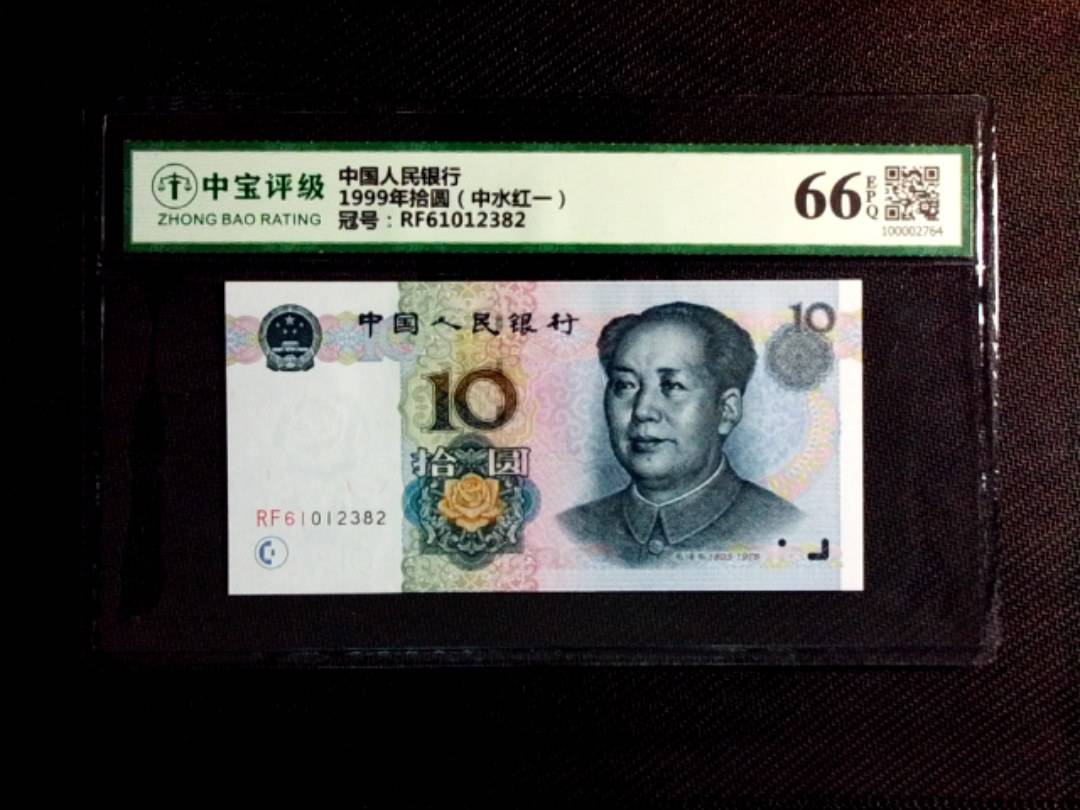 中宝评级
ZHONG BAO RATING
中国人民银行
1999年拾圆（中水红一）
冠号：RF61012382
66
EPQ
100002764
中国人民银行
10
10
拾圆
RF61012382
1893-1976